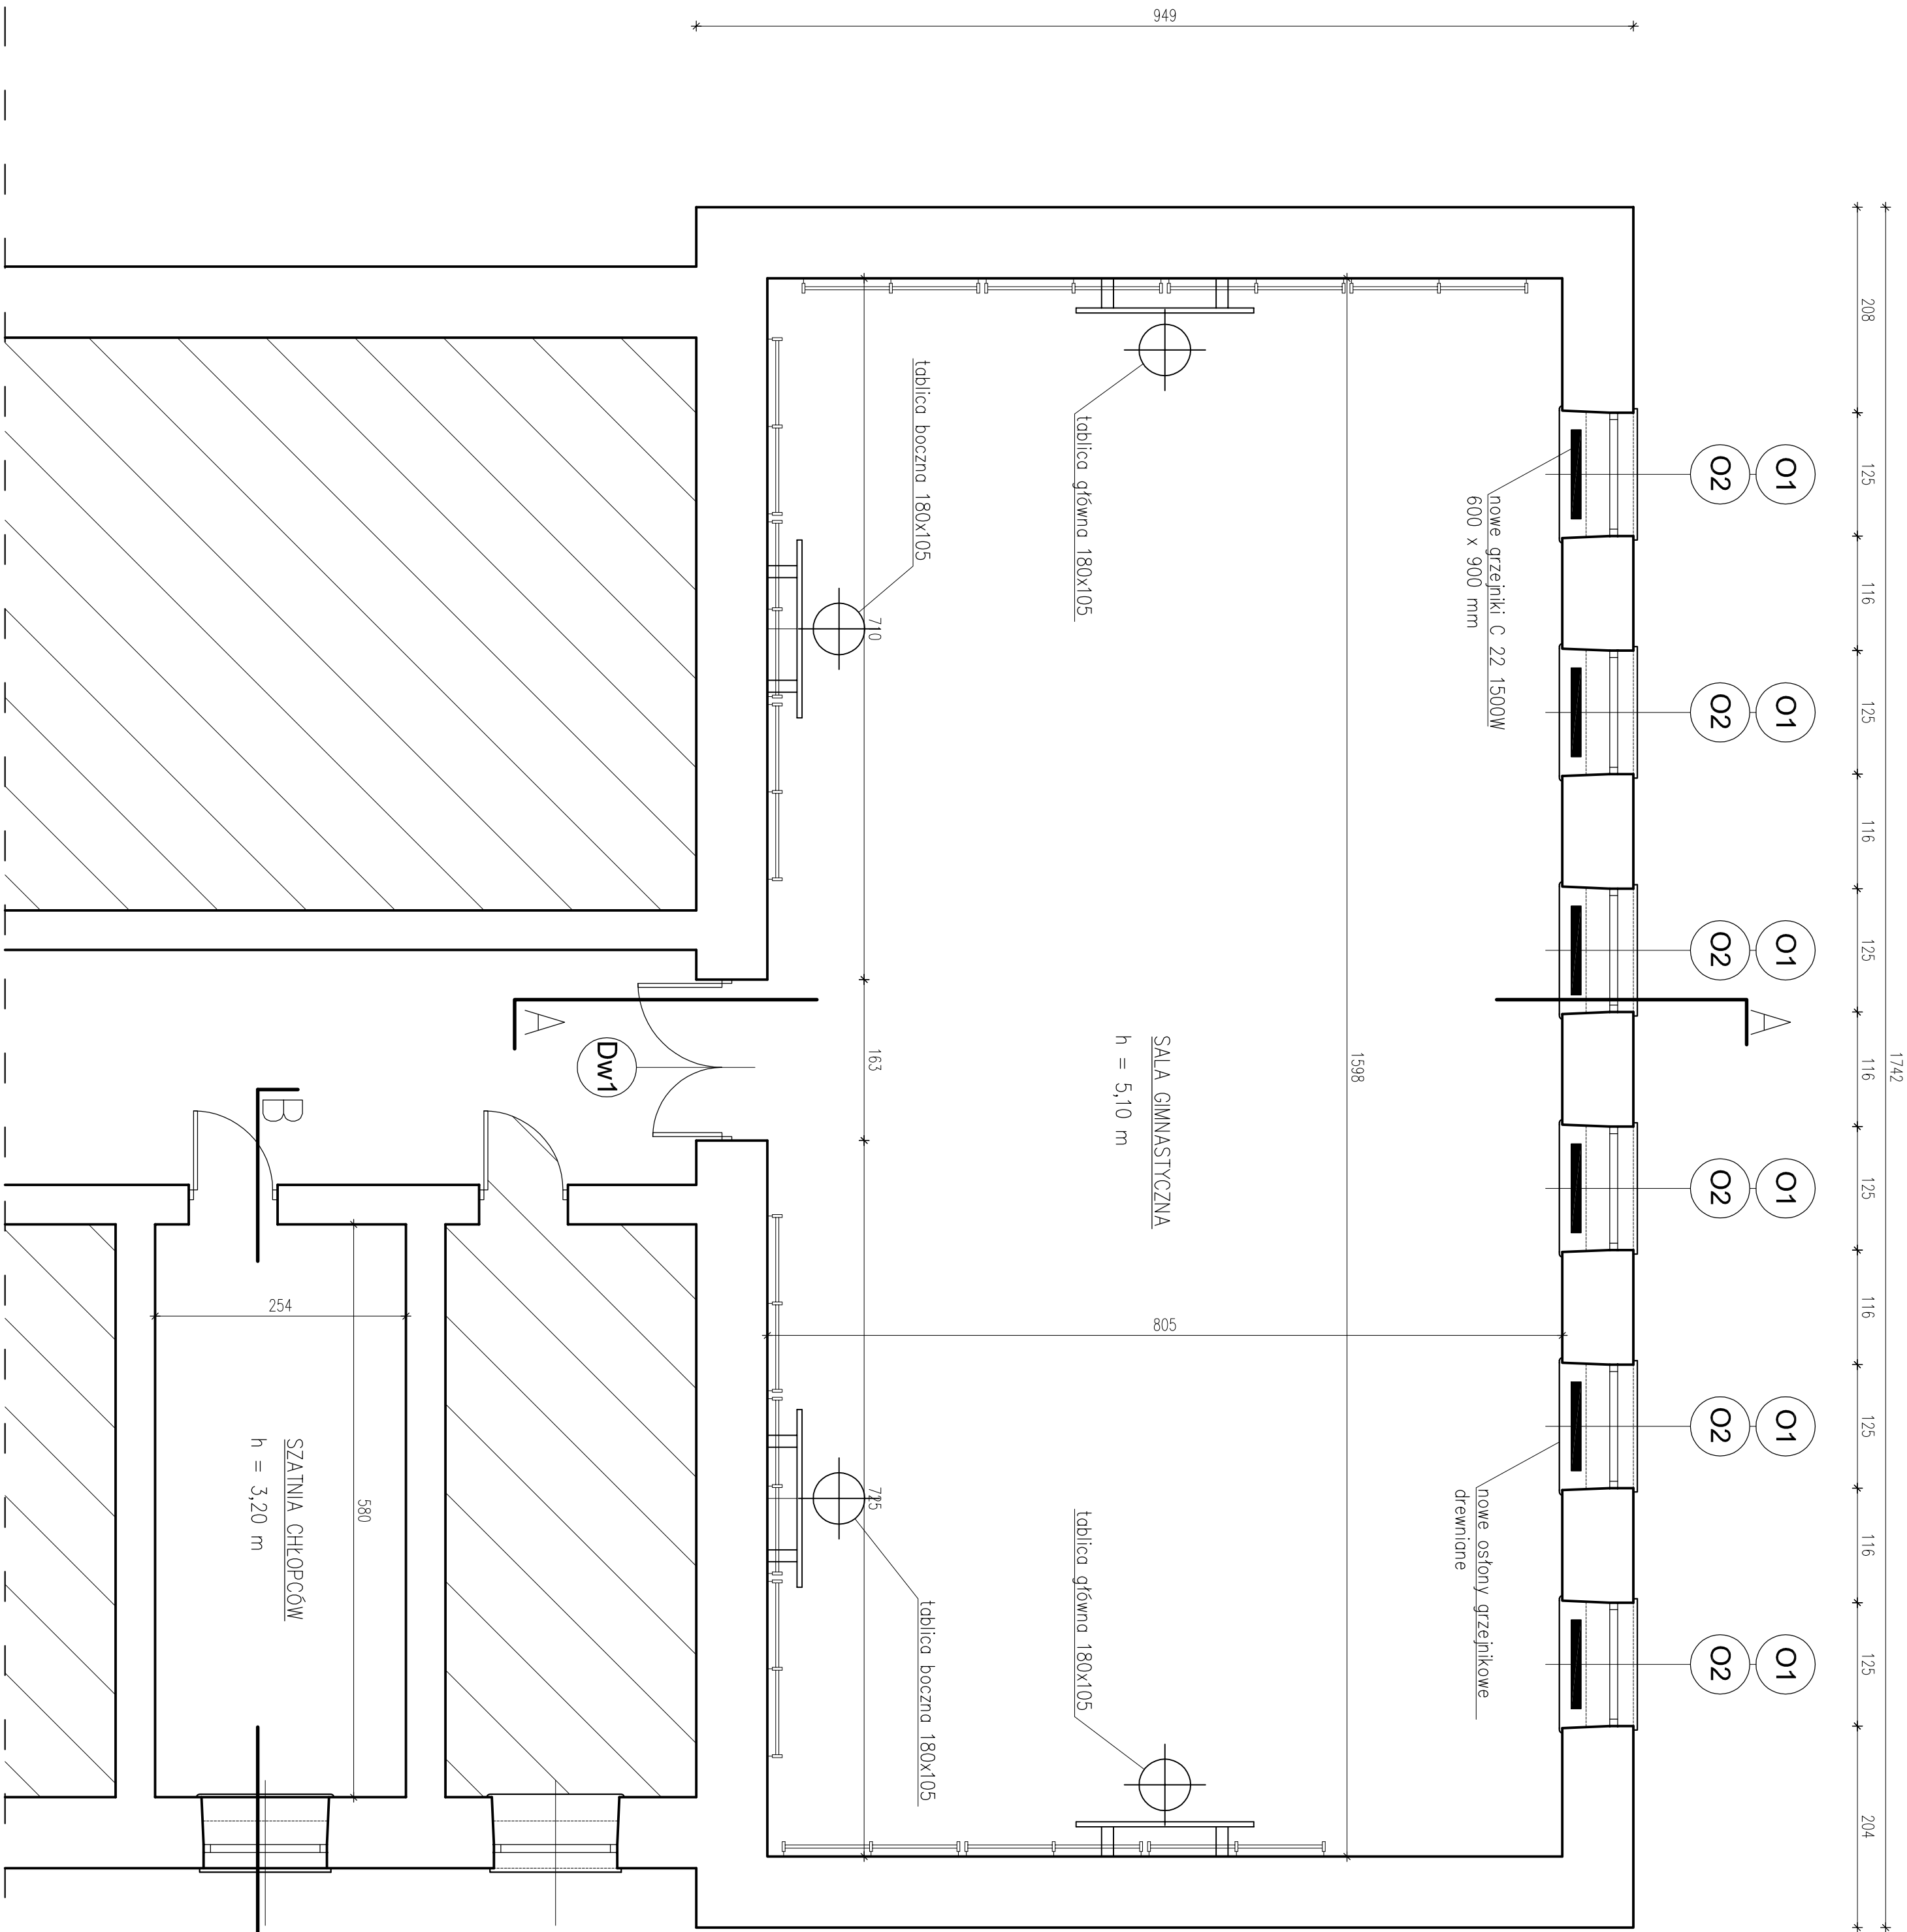 949
1742
208
125
116
125
116
125
116
125
116
125
116
125
204
O1
O2
O1
O2
O1
O2
O1
O2
O1
O2
O1
O2
nowe grzejniki C 22 1500W
600 x 900 mm
nowe osłony grzejnikowe
drewniane
A
1598
805
SALA GIMNASTYCZNA
h = 5,10 m
tablica główna 180x105
tablica główna 180x105
tablica boczna 180x105
tablica boczna 180x105
710
163
725
Dw1
A
B
580
254
SZATNIA CHŁOPCÓW
h = 3,20 m